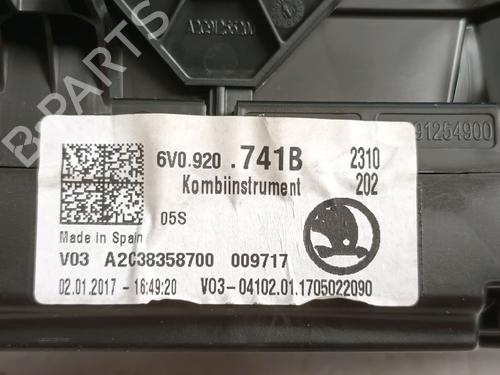 A2C9125520
91254900
6V0.920 .741B 2310
Kombiinstrument 202
05S
Made in Spain
V03 A2C38358700 009717
02.01.2017 - 16:49:20 V03-04102.01.1705022090
B-PARTS